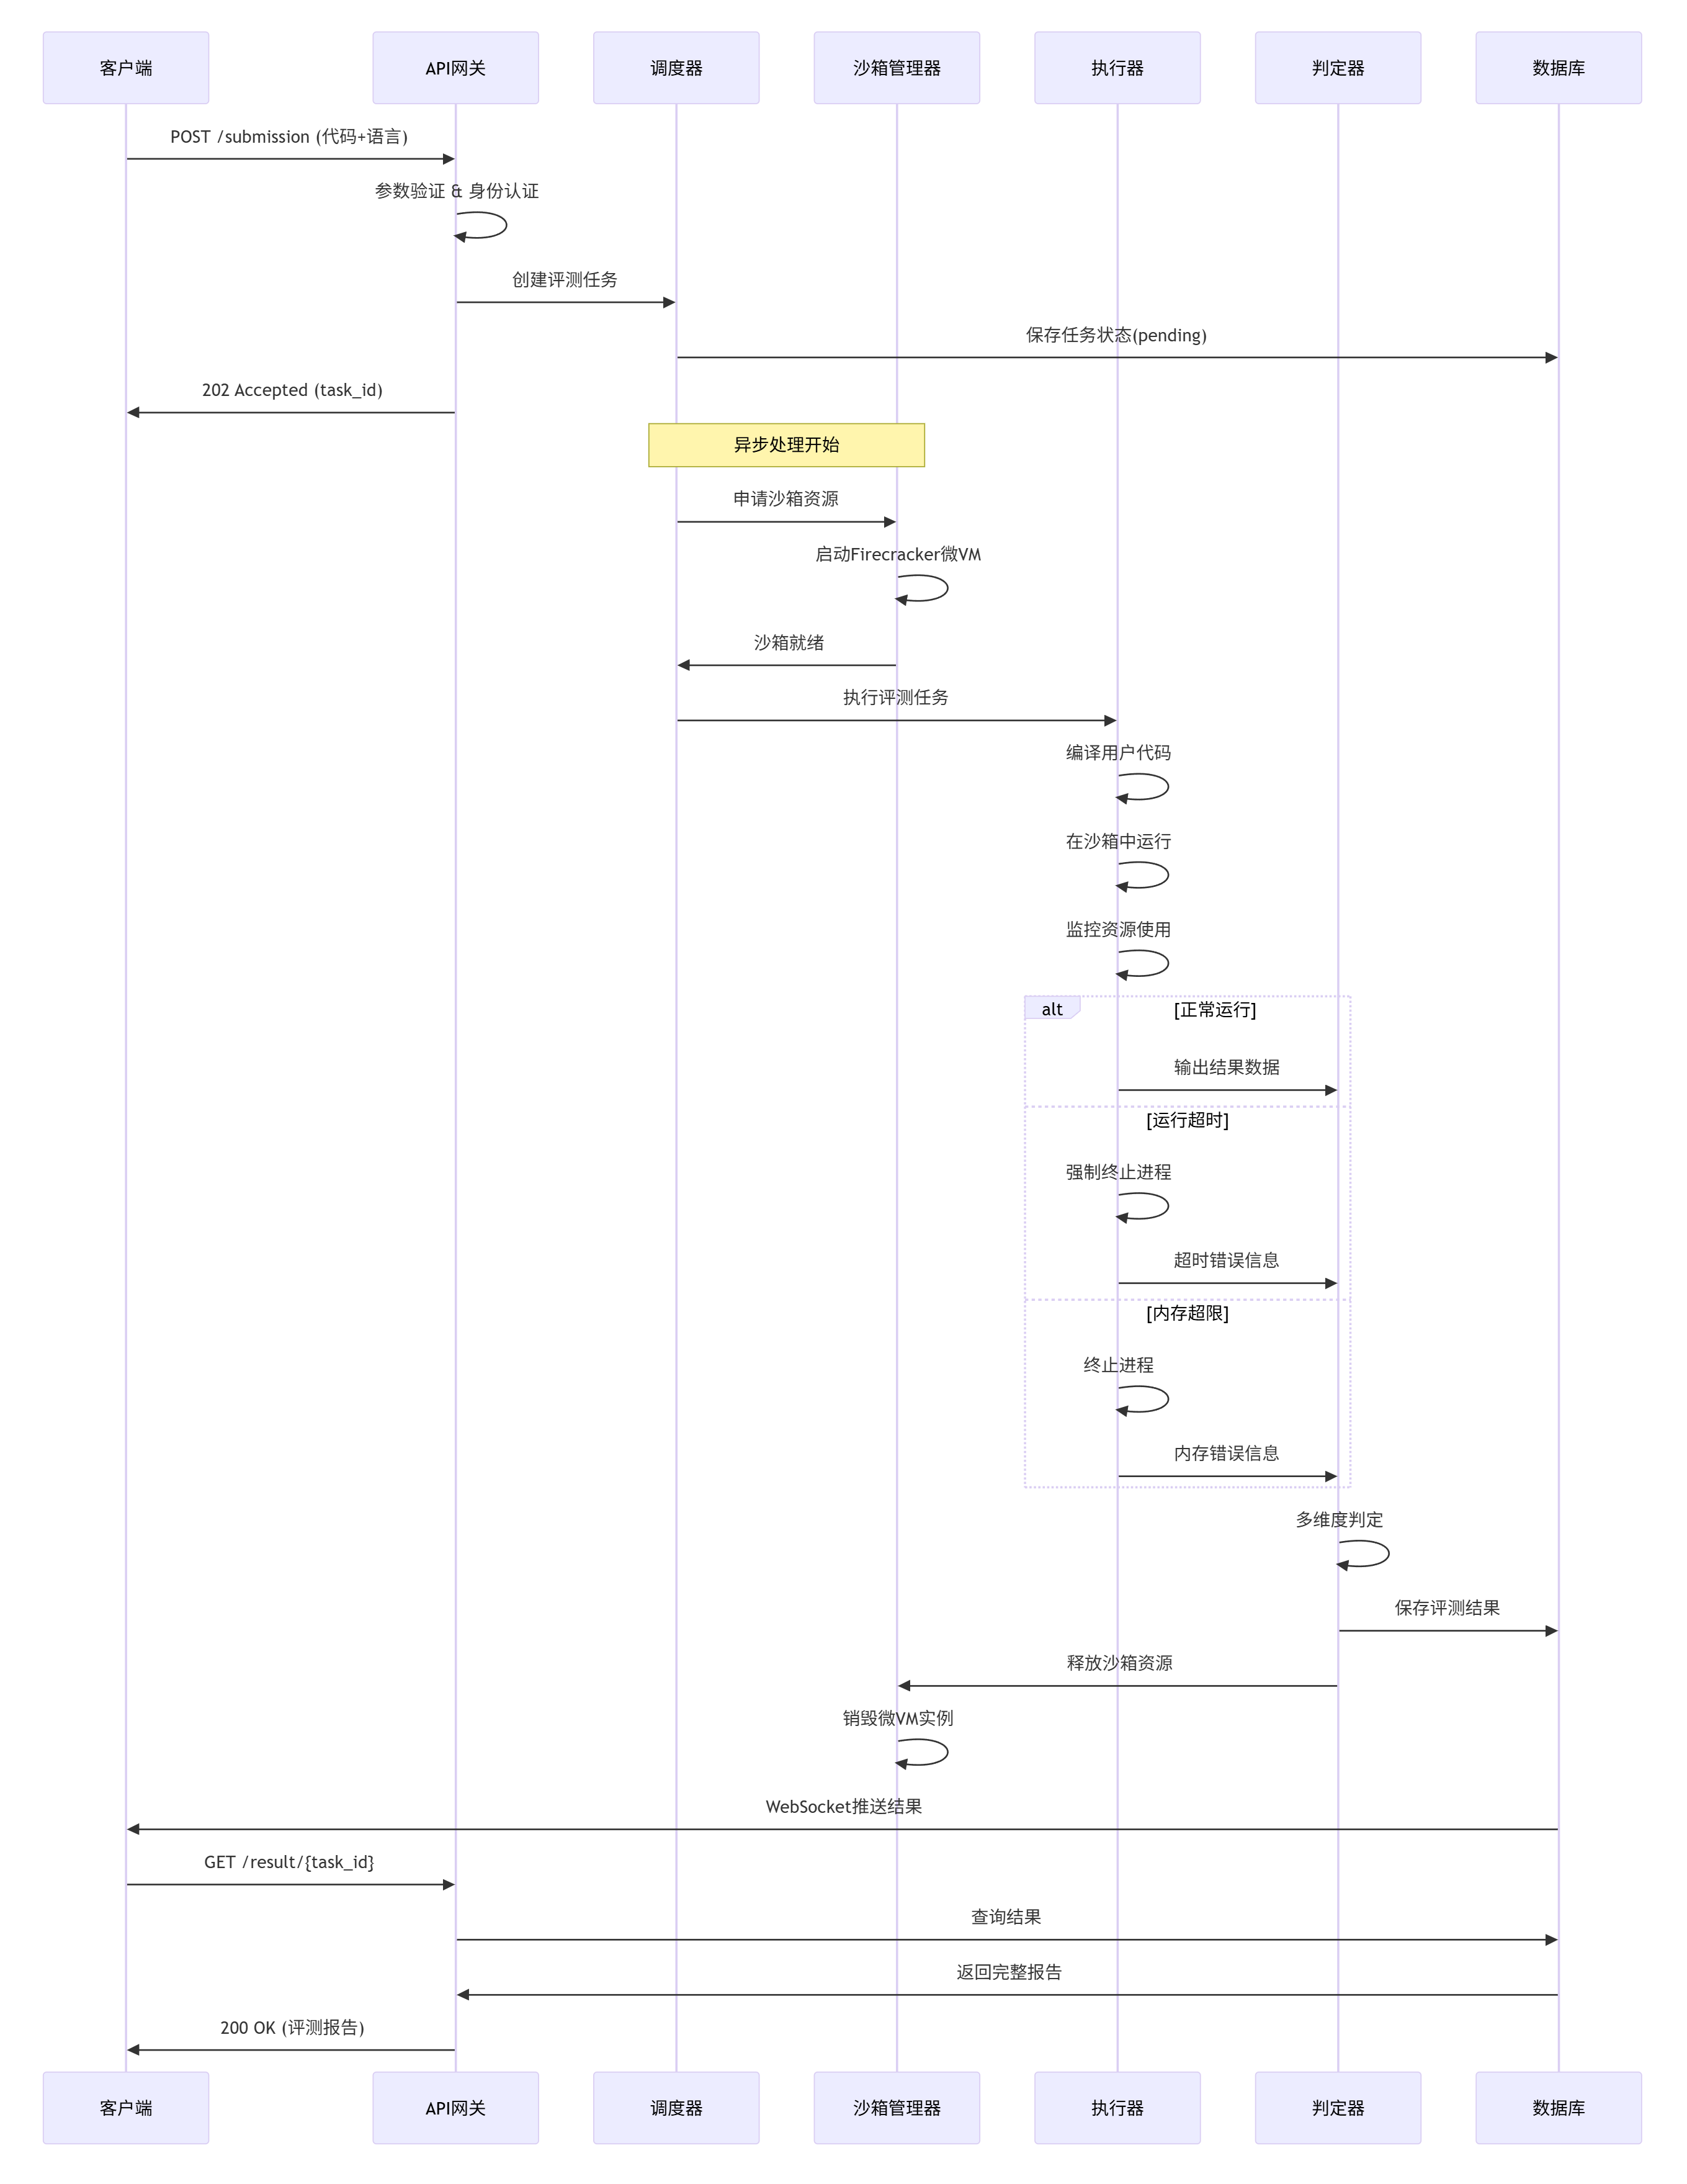 客户端
API网关
调度器
沙箱管理器
执行器
判定器
数据库
POST /submission (代码+语言)
参数验证 & 身份认证
创建评测任务
保存任务状态(pending)
202 Accepted (task_id)
异步处理开始
申请沙箱资源
启动Firecracker微VM
沙箱就绪
执行评测任务
编译用户代码
在沙箱中运行
监控资源使用
alt
[正常运行]
输出结果数据
[运行超时]
强制终止进程
超时错误信息
[内存超限]
终止进程
内存错误信息
多维度判定
保存评测结果
释放沙箱资源
销毁微VM实例
WebSocket推送结果
GET /result/{task_id}
查询结果
返回完整报告
200 OK (评测报告)
客户端
API网关
调度器
沙箱管理器
执行器
判定器
数据库